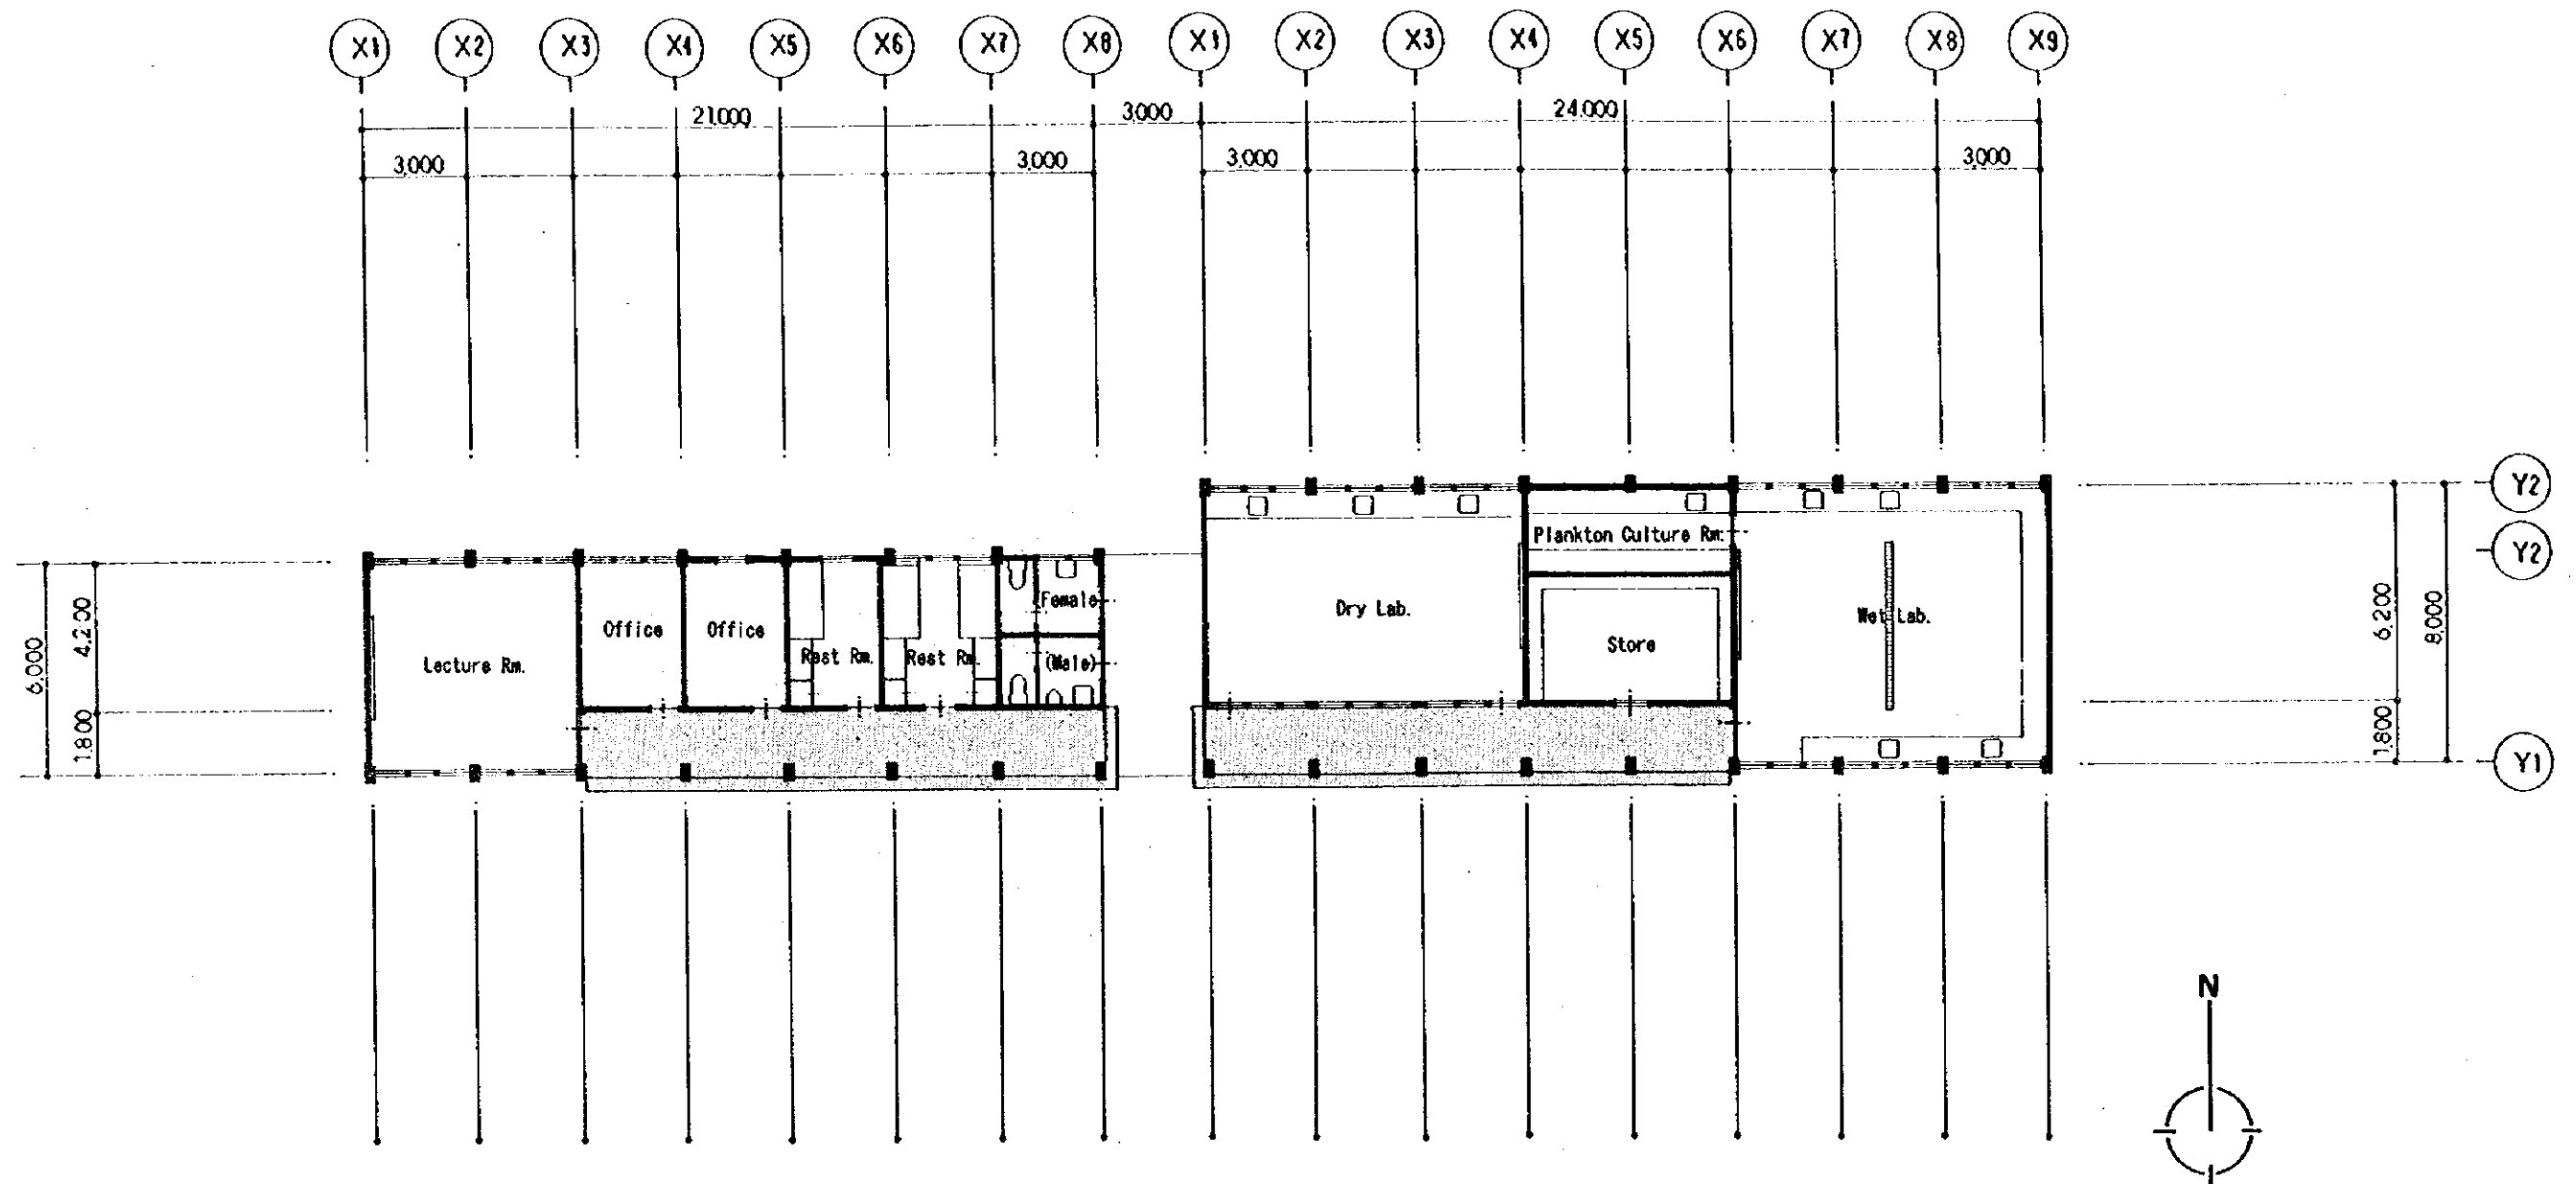 X1 X2 X3 X4 X5 X6 X7 X8 X1 X2 X3 X4 X5 X6 X7 X8 X9
21.000 3.000 24.000
3.000 3.000 3.000 3.000
Y2
Y2
Plankton Culture Rm.
Female
Dry Lab.
Wet Lab.
Office Office
Store
Lecture Rm.
Rest Rm. Rest Rm.
(Male)
6.000 4.200
1.800
6.200 8.000
1.800
Y1
N